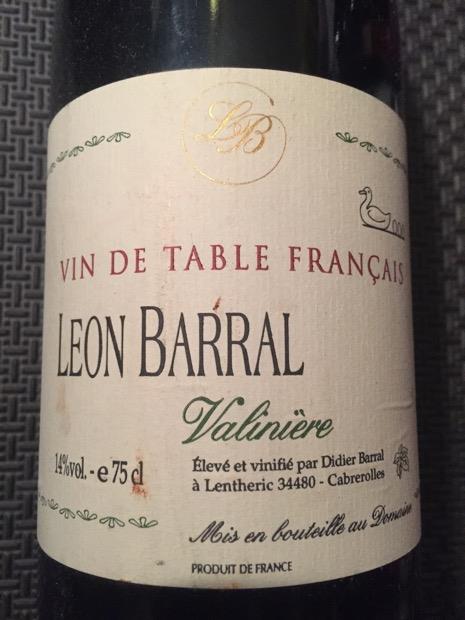 LB
VIN DE TABLE FRANÇAIS
LEON BARRAL
Valinière
14%vol. - e 75 cl
Élevé et vinifié par Didier Barral
à Lentheric 34480 - Cabrerolles
Mis en bouteille au Domaine
PRODUIT DE FRANCE